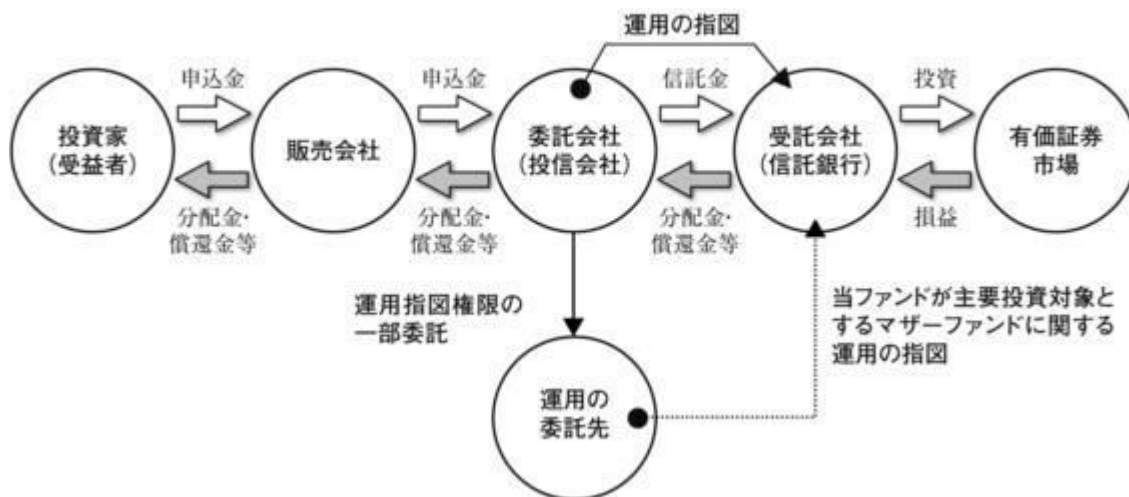 運用の指図
申込金
申込金
信託金
投資
投資家
(受益者)
販売会社
委託会社
(投信会社)
受託会社
(信託銀行)
有価証券
市場
分配金・
償還金等
分配金・
償還金等
分配金・
償還金等
損益
運用指図権限の
一部委託
当ファンドが主要投資対象と
するマザーファンドに関する
運用の指図
運用の
委託先